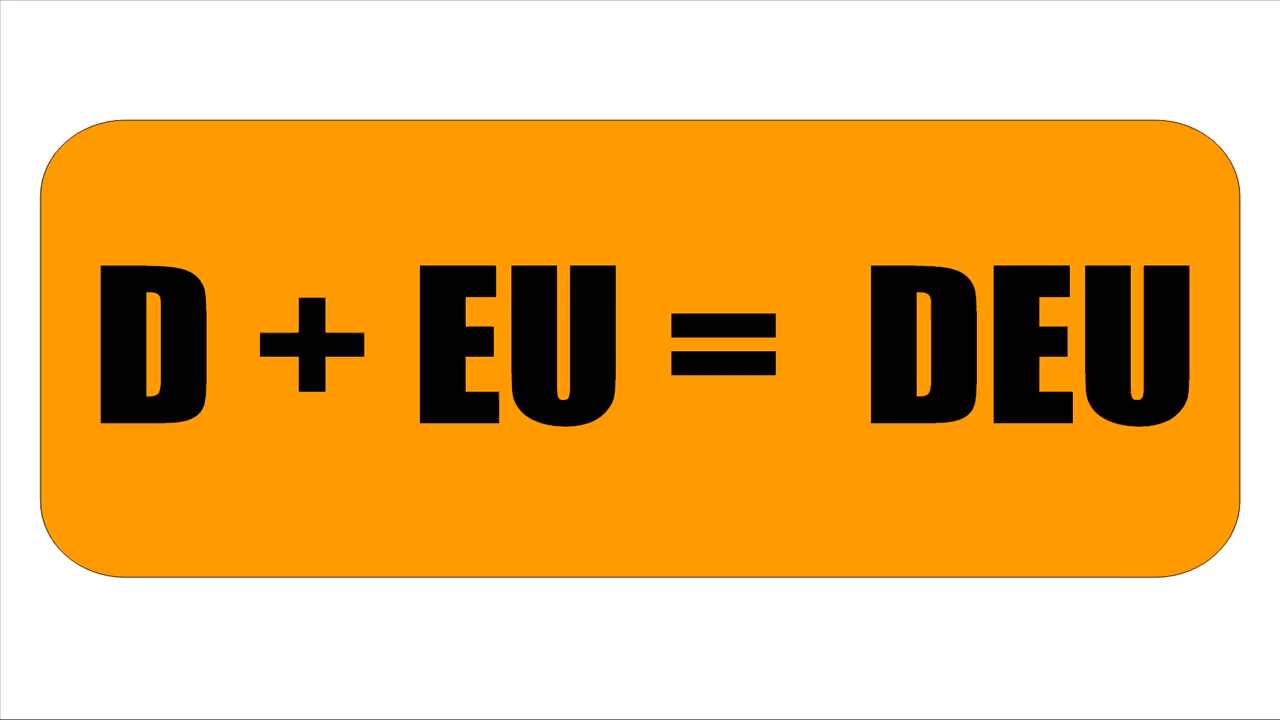 D + EU = DEU